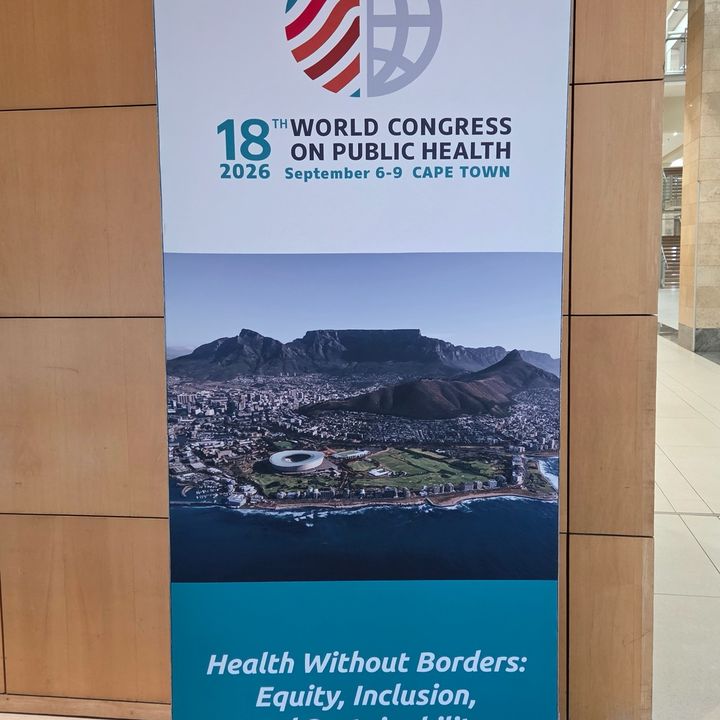 18TH WORLD CONGRESS
ON PUBLIC HEALTH
2026 September 6-9 CAPE TOWN
Health Without Borders:
Equity, Inclusion,